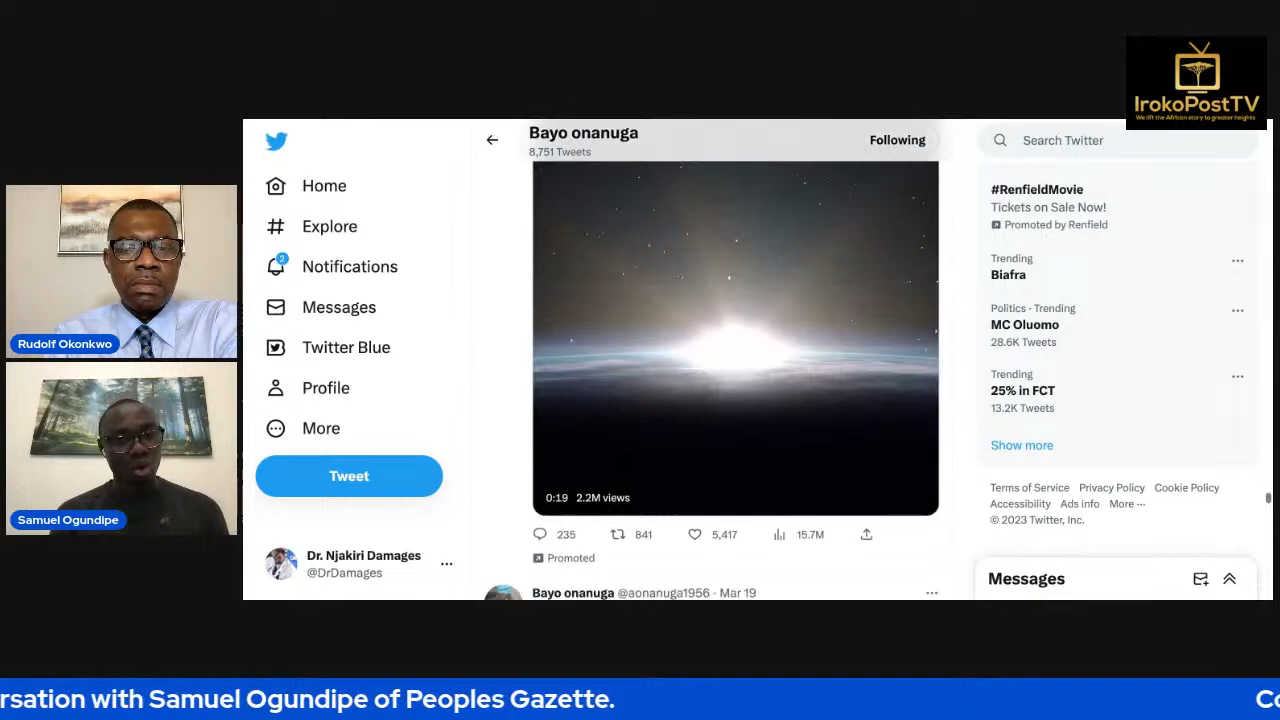 IrokoPostTV
We lift the African story to greater heights
Rudolf Okonkwo
Samuel Ogundipe
Home
Explore
2
Notifications
Messages
Twitter Blue
Profile
More
Tweet
Dr. Njakiri Damages
@DrDamages
Bayo onanuga
8,751 Tweets
Following
0:19 2.2M views
235 841 5,417 15.7M
Promoted
Bayo onanuga @aonanuga1956 · Mar 19
Search Twitter
#RenfieldMovie
Tickets on Sale Now!
Promoted by Renfield
Trending
Biafra
Politics · Trending
MC Oluomo
28.6K Tweets
Trending
25% in FCT
13.2K Tweets
Show more
Terms of Service Privacy Policy Cookie Policy
Accessibility Ads info More ···
© 2023 Twitter, Inc.
Messages
rsation with Samuel Ogundipe of Peoples Gazette. Co